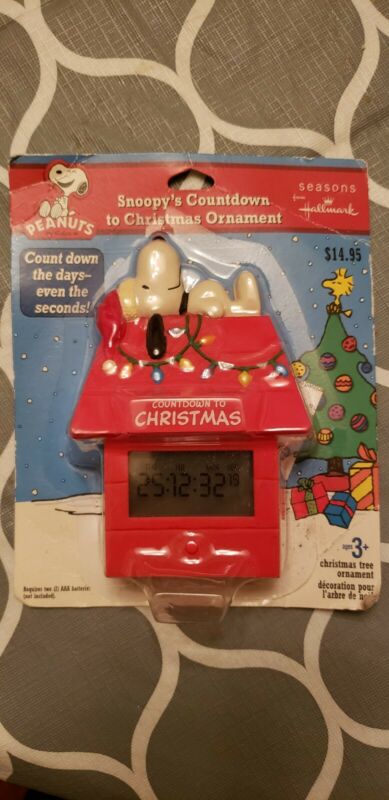 Snoopy's Countdown
to Christmas Ornament
seasons
from
Hallmark
PEANUTS
$14.95
Count down
the days–
even the
seconds!
COUNTDOWN TO
CHRISTMAS
HR
25:12:32 18
ages 3+
christmas tree
ornament
décoration pour
l'arbre de noël
Requires two (2) AAA batteries
(not included).